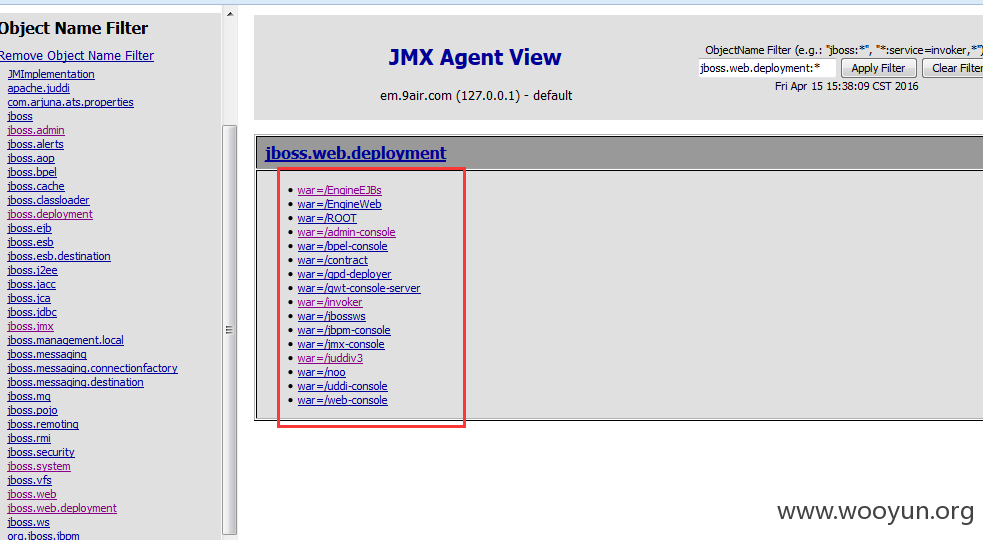 Object Name Filter
Remove Object Name Filter
JMImplementation
apache.juddi
com.arjuna.ats.properties
jboss
jboss.admin
jboss.alerts
jboss.aop
jboss.bpel
jboss.cache
jboss.classloader
jboss.deployment
jboss.ejb
jboss.esb
jboss.esb.destination
jboss.j2ee
jboss.jacc
jboss.jca
jboss.jdbc
jboss.jmx
jboss.management.local
jboss.messaging
jboss.messaging.connectionfactory
jboss.messaging.destination
jboss.mq
jboss.pojo
jboss.remoting
jboss.rmi
jboss.security
jboss.system
jboss.vfs
jboss.web
jboss.web.deployment
jboss.ws
org.jboss.jbpm
JMX Agent View
em.9air.com (127.0.0.1) - default
ObjectName Filter (e.g.: "jboss:*", "*:service=invoker,*")
jboss.web.deployment:* Apply Filter Clear Filter
Fri Apr 15 15:38:09 CST 2016
jboss.web.deployment
war=/EngineEJBs
war=/EngineWeb
war=/ROOT
war=/admin-console
war=/bpel-console
war=/contract
war=/gpd-deployer
war=/gwt-console-server
war=/invoker
war=/jbossws
war=/jbpm-console
war=/jmx-console
war=/juddiv3
war=/noo
war=/uddi-console
war=/web-console
www.wooyun.org